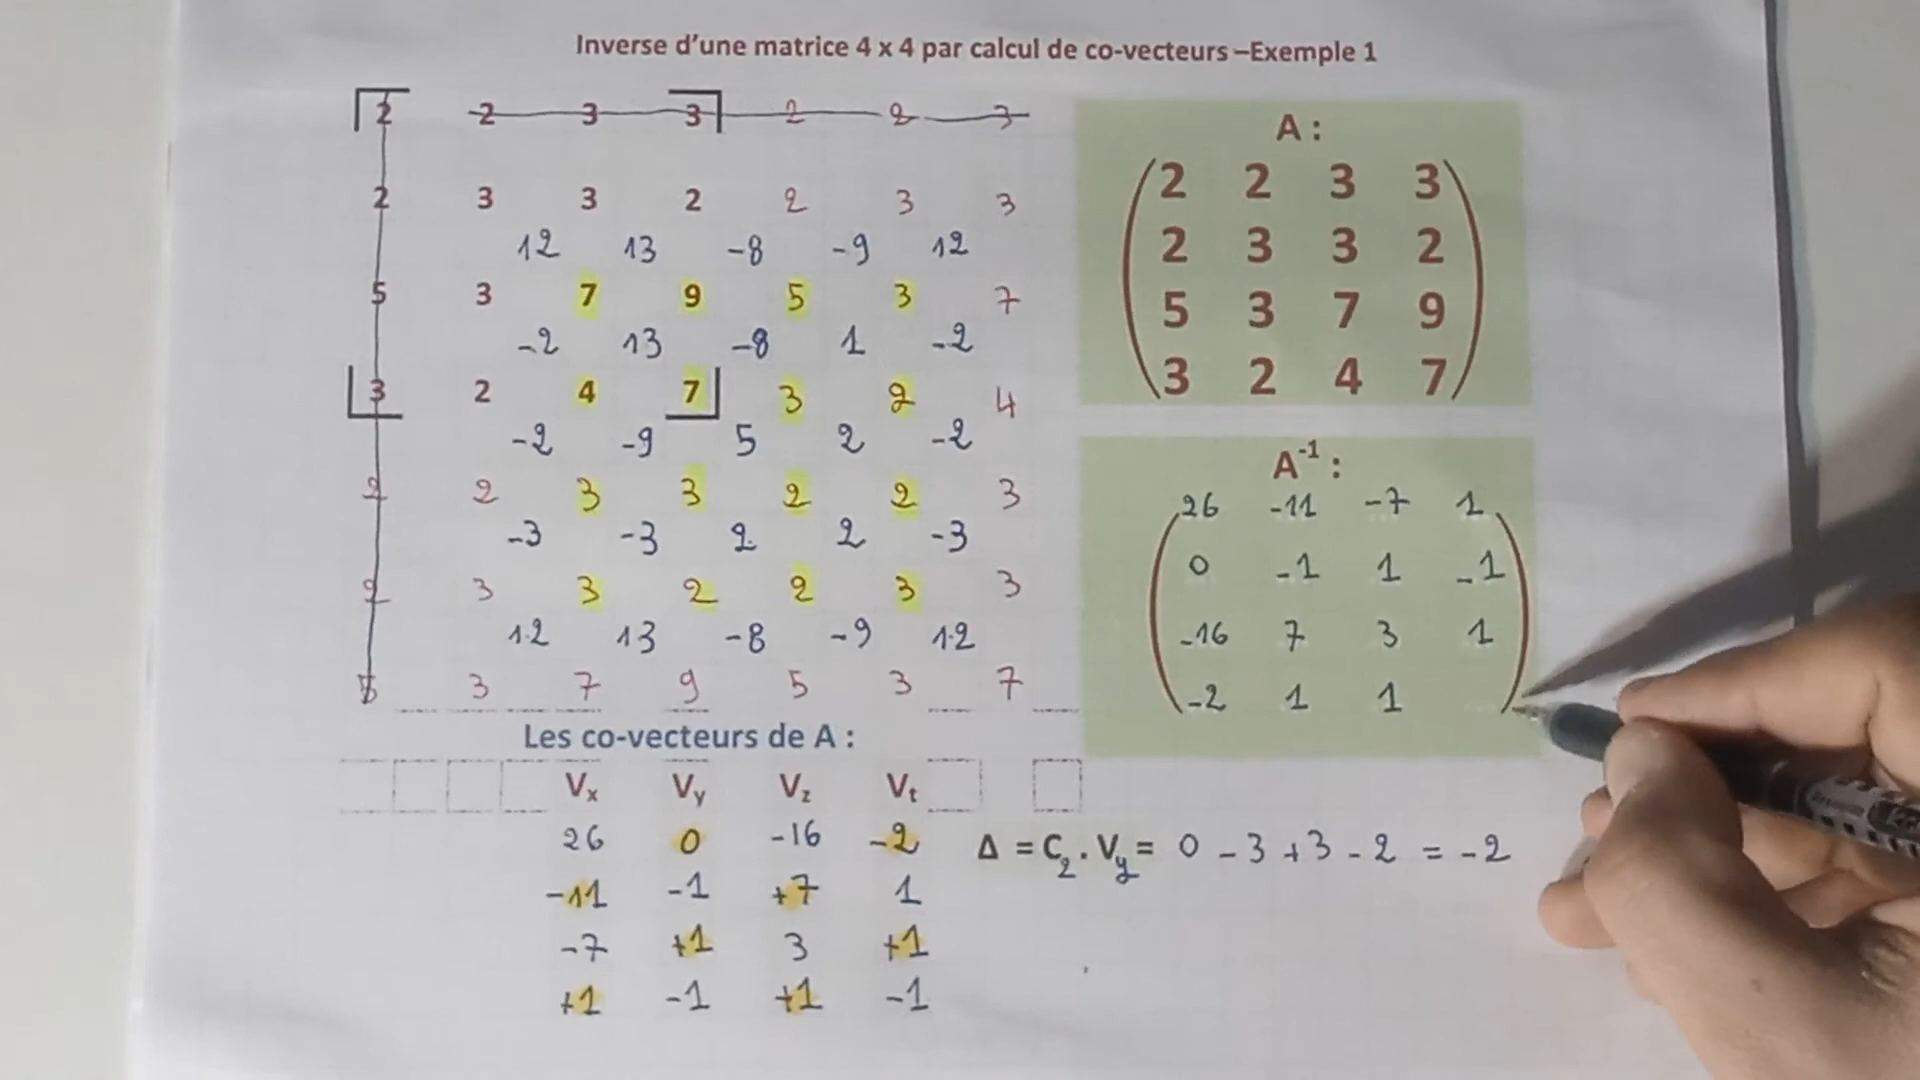 Inverse d'une matrice 4 x 4 par calcul de co-vecteurs –Exemple 1
2 2 3 3 2 2 3
2 3 3 2 2 3 3
12 13 -8 -9 12
5 3 7 9 5 3 7
-2 13 -8 1 -2
3 2 4 7 3 2 4
-2 -9 5 2 -2
2 2 3 3 2 2 3
-3 -3 2 2 -3
2 3 3 2 2 3 3
12 13 -8 -9 12
5 3 7 9 5 3 7
A :
2 2 3 3
2 3 3 2
5 3 7 9
3 2 4 7
A⁻¹ :
26 -11 -7 1
0 -1 1 -1
-16 7 3 1
-2 1 1
Les co-vecteurs de A :
Vx Vy Vz Vt
26 0 -16 -2
-11 -1 +7 1
-7 +1 3 +1
+1 -1 +1 -1
Δ = C₂ . Vy = 0 - 3 + 3 - 2 = -2